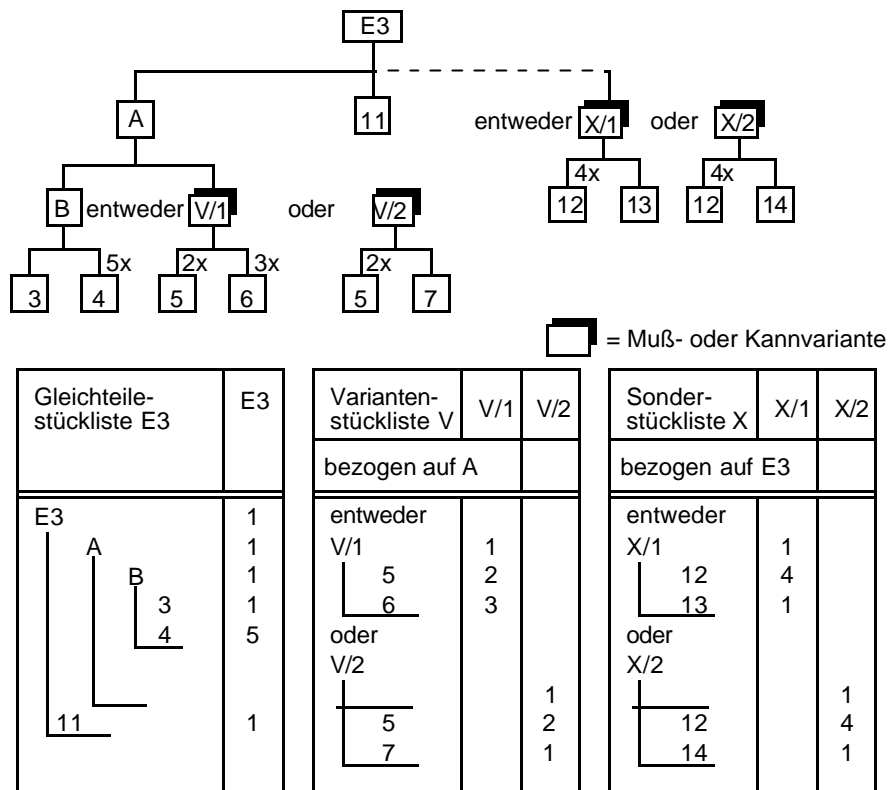 E3
A
11
entweder X/1 oder X/2
4x 4x
12 13 12 14
B entweder V/1 oder V/2
5x 2x 3x 2x
3 4 5 6 5 7
= Muß- oder Kannvariante
Gleichteile- E3
stückliste E3
E3 1
A 1
B 1
3 1
4 5
11 1
Varianten- V/1 V/2
stückliste V
bezogen auf A
entweder
V/1 1
5 2
6 3
oder
V/2
1
5 2
7 1
Sonder- X/1 X/2
stückliste X
bezogen auf E3
entweder
X/1 1
12 4
13 1
oder
X/2
1
12 4
14 1